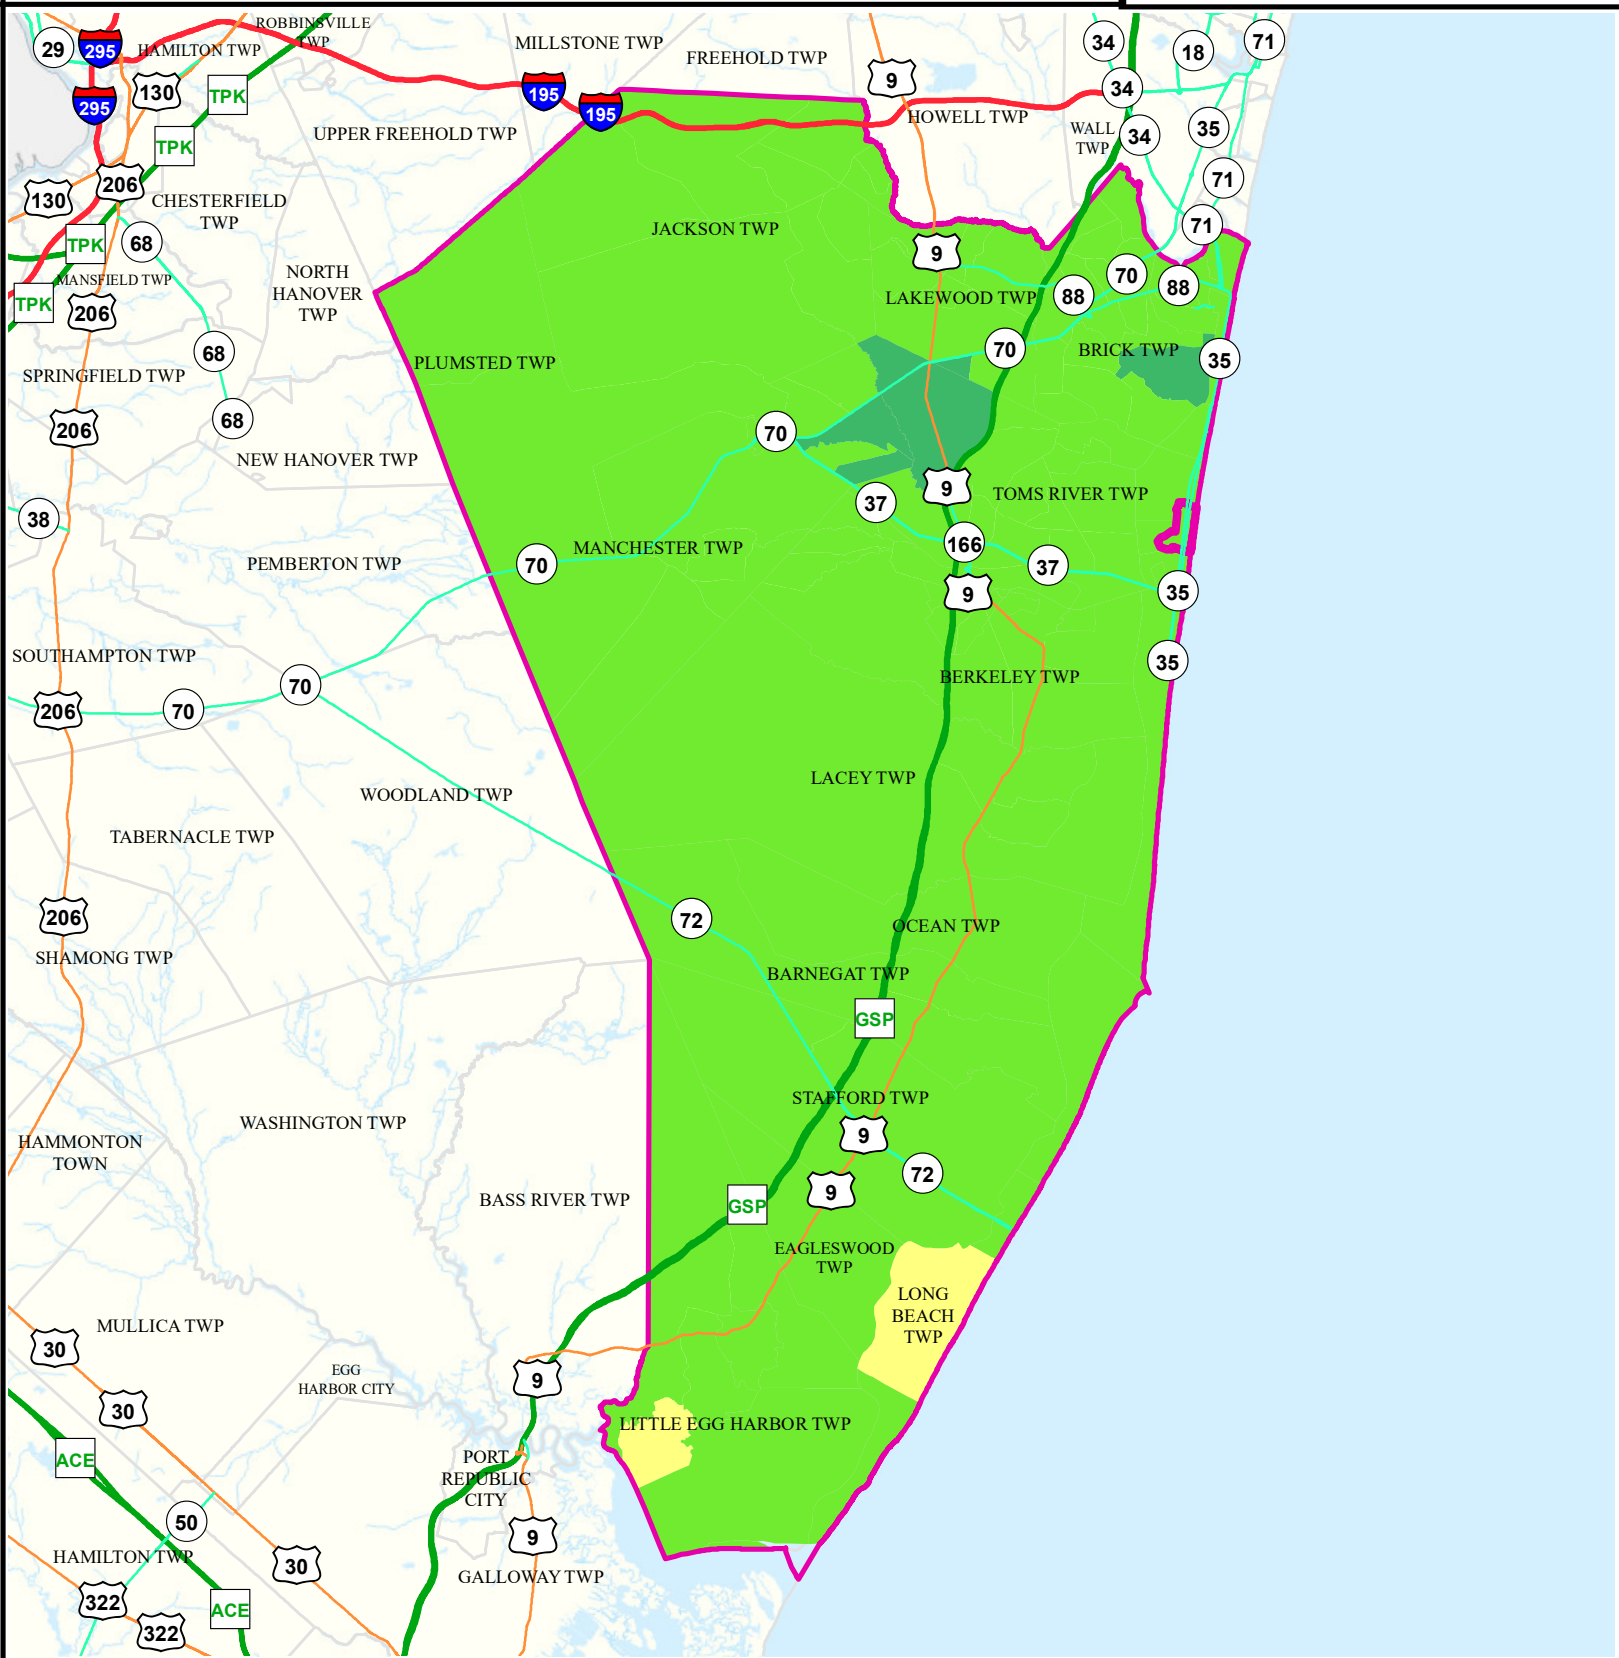 ROBBINSVILLE
TWP
29
295
HAMILTON TWP
MILLSTONE TWP
FREEHOLD TWP
34
18
71
130
TPK
295
195
195
9
34
UPPER FREEHOLD TWP
HOWELL TWP
WALL
TWP
34
35
TPK
206
130
CHESTERFIELD
TWP
71
71
TPK
68
JACKSON TWP
9
MANSFIELD TWP
NORTH
HANOVER
TWP
70
88
88
LAKEWOOD TWP
TPK
206
68
PLUMSTED TWP
70
BRICK TWP
35
SPRINGFIELD TWP
206
68
70
NEW HANOVER TWP
9
TOMS RIVER TWP
37
38
166
MANCHESTER TWP
PEMBERTON TWP
70
37
9
35
SOUTHAMPTON TWP
70
35
BERKELEY TWP
206
70
LACEY TWP
WOODLAND TWP
TABERNACLE TWP
206
72
OCEAN TWP
SHAMONG TWP
BARNEGAT TWP
GSP
STAFFORD TWP
WASHINGTON TWP
9
HAMMONTON
TOWN
72
9
BASS RIVER TWP
GSP
EAGLESWOOD
TWP
LONG
BEACH
TWP
MULLICA TWP
30
EGG
HARBOR CITY
9
30
LITTLE EGG HARBOR TWP
ACE
PORT
REPUBLIC
CITY
50
9
HAMILTON TWP
30
GALLOWAY TWP
322
ACE
322